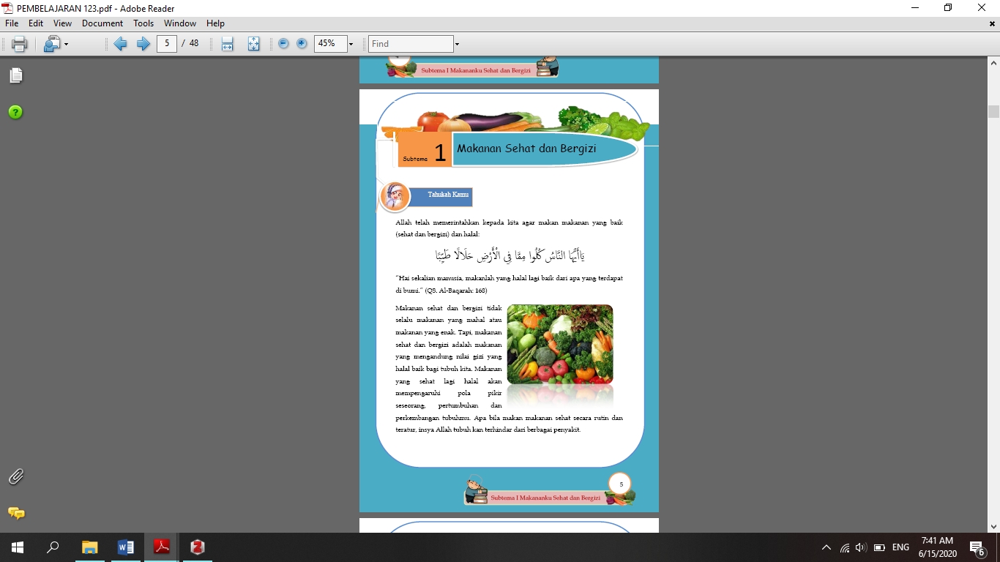 PEMBELAJARAN 123.pdf - Adobe Reader
File Edit View Document Tools Window Help
5 / 48 45% Find
Subtema I Makananku Sehat dan Bergizi
Subtema 1 Makanan Sehat dan Bergizi
Tahukah Kamu
Allah telah memerintahkan kepada kita agar makan makanan yang baik
(sehat dan bergizi) dan halal:
يَاأَيُّهَا النَّاسُ كُلُوا مِمَّا فِي الْأَرْضِ حَلَالًا طَيِّبًا
"Hai sekalian manusia, makanlah yang halal lagi baik dari apa yang terdapat
di bumi." (QS. Al-Baqarah: 168)
Makanan sehat dan bergizi tidak
selalu makanan yang mahal atau
makanan yang enak. Tapi, makanan
sehat dan bergizi adalah makanan
yang mengandung nilai gizi yang
halal baik bagi tubuh kita. Makanan
yang sehat lagi halal akan
mempengaruhi pola pikir
seseorang, pertumbuhan dan
perkembangan tubuhmu. Apa bila makan makanan sehat secara rutin dan
teratur, insya Allah tubuh kan terhindar dari berbagai penyakit.
5
Subtema I Makananku Sehat dan Bergizi
ENG
7:41 AM
6/15/2020
6